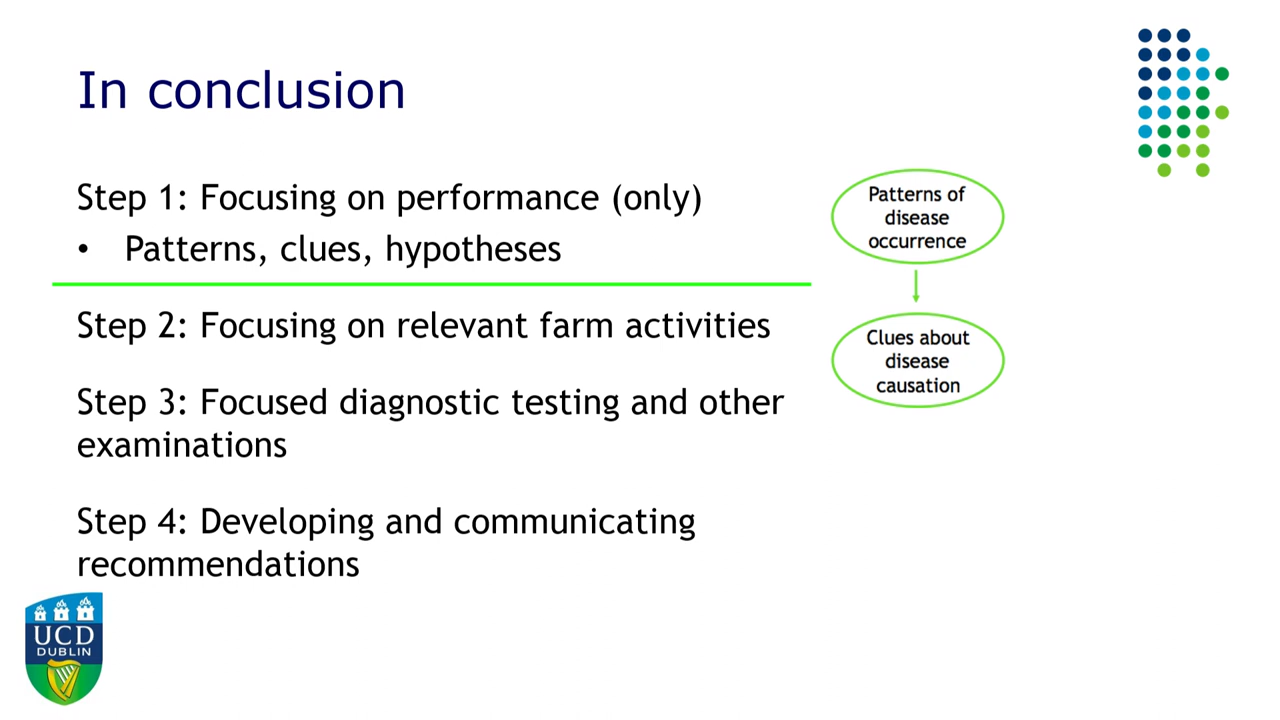 In conclusion
Step 1: Focusing on performance (only)
• Patterns, clues, hypotheses
Step 2: Focusing on relevant farm activities
Step 3: Focused diagnostic testing and other
examinations
Step 4: Developing and communicating
recommendations
Patterns of
disease
occurrence
Clues about
disease
causation
UCD
DUBLIN